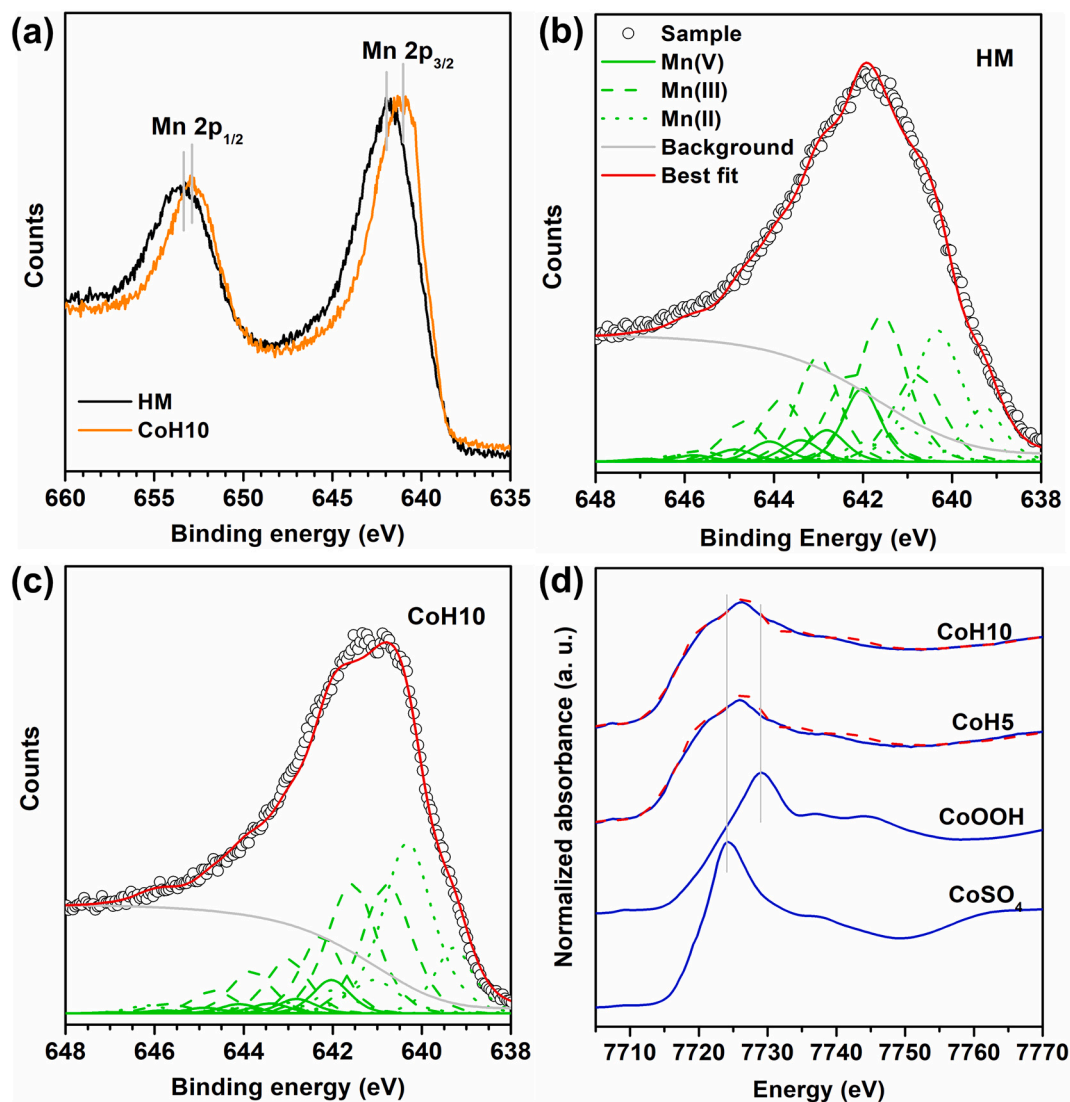 (a)
Mn 2p3/2
Mn 2p1/2
Counts
HM
CoH10
660 655 650 645 640 635
Binding energy (eV)
(b)
Sample
Mn(V)
Mn(III)
Mn(II)
Background
Best fit
HM
Counts
648 646 644 642 640 638
Binding Energy (eV)
(c)
CoH10
Counts
648 646 644 642 640 638
Binding energy (eV)
(d)
CoH10
CoH5
CoOOH
CoSO4
Normalized absorbance (a. u.)
7710 7720 7730 7740 7750 7760 7770
Energy (eV)